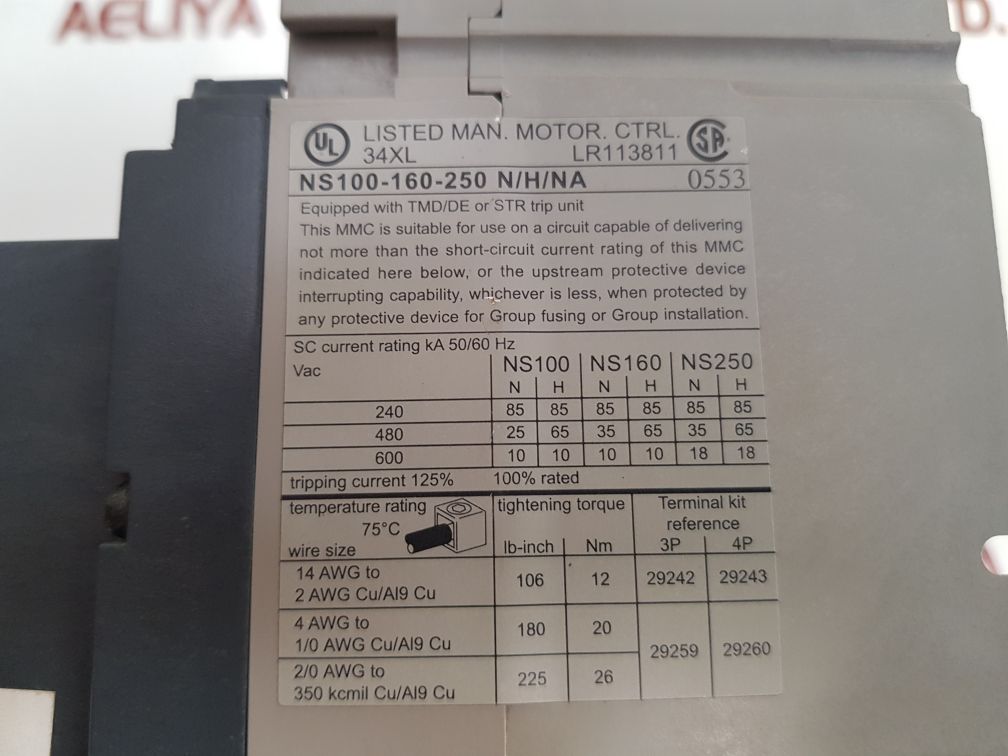 AELIYA
D.
UL LISTED MAN. MOTOR. CTRL. SA
34XL LR113811
NS100-160-250 N/H/NA 0553
Equipped with TMD/DE or STR trip unit
This MMC is suitable for use on a circuit capable of delivering
not more than the short-circuit current rating of this MMC
indicated here below, or the upstream protective device
interrupting capability, whichever is less, when protected by
any protective device for Group fusing or Group installation.
SC current rating kA 50/60 Hz
Vac NS100 NS160 NS250
N H N H N H
240 85 85 85 85 85 85
480 25 65 35 65 35 65
600 10 10 10 10 18 18
tripping current 125% 100% rated
temperature rating tightening torque Terminal kit
75°C reference
wire size lb-inch Nm 3P 4P
14 AWG to
2 AWG Cu/Al9 Cu 106 12 29242 29243
4 AWG to
1/0 AWG Cu/Al9 Cu 180 20 29259 29260
2/0 AWG to
350 kcmil Cu/Al9 Cu 225 26